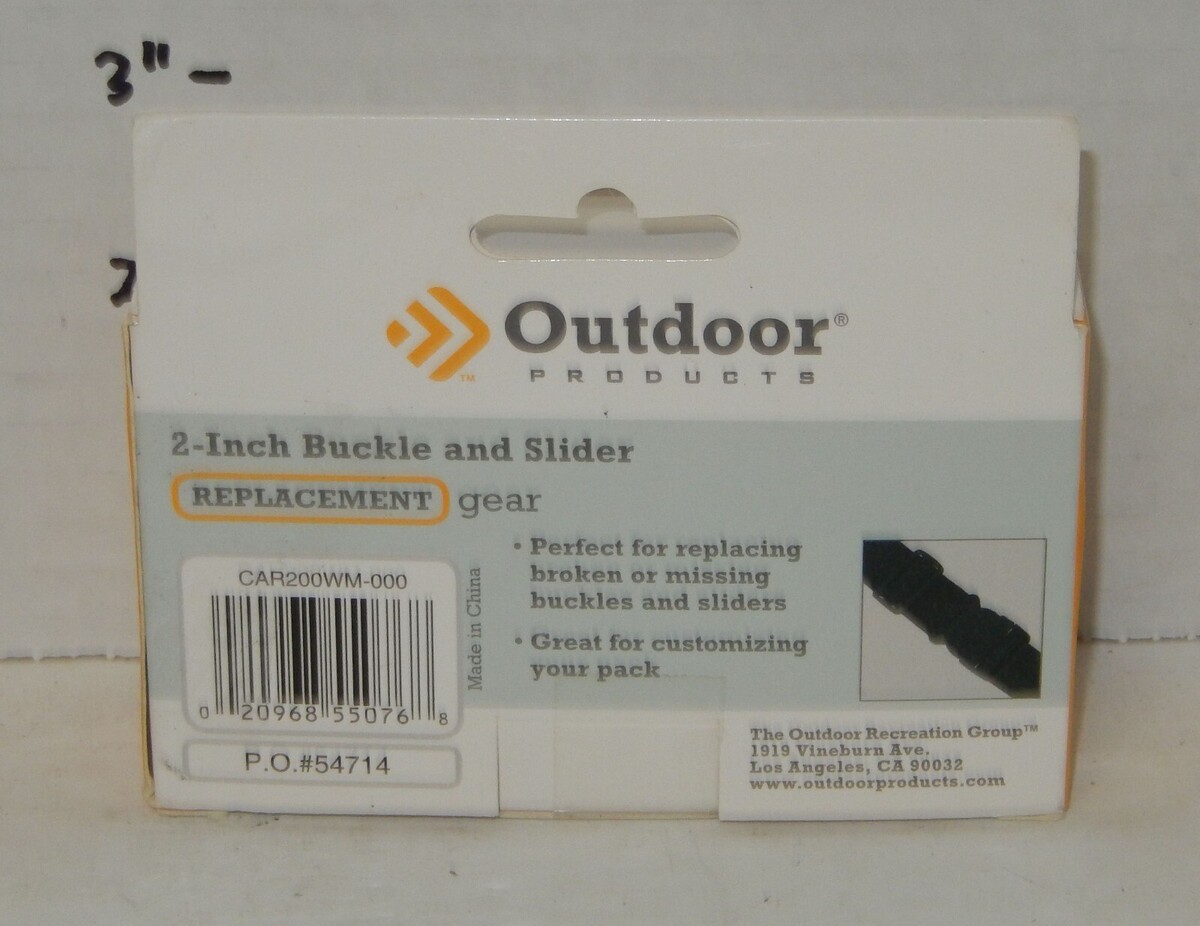 3" -
Outdoor®
PRODUCTS
TM
2-Inch Buckle and Slider
REPLACEMENT gear
• Perfect for replacing
broken or missing
buckles and sliders
• Great for customizing
your pack
CAR200WM-000
0 20968 55076 8
Made in China
P.O.#54714
The Outdoor Recreation Group™
1919 Vineburn Ave.
Los Angeles, CA 90032
www.outdoorproducts.com